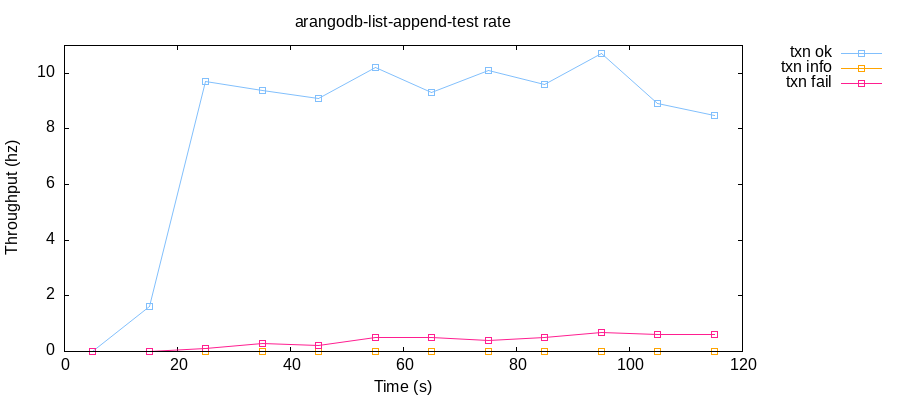 arangodb-list-append-test rate
txn ok
txn info
txn fail
Throughput (hz)
10
8
6
4
2
0
0 20 40 60 80 100 120
Time (s)